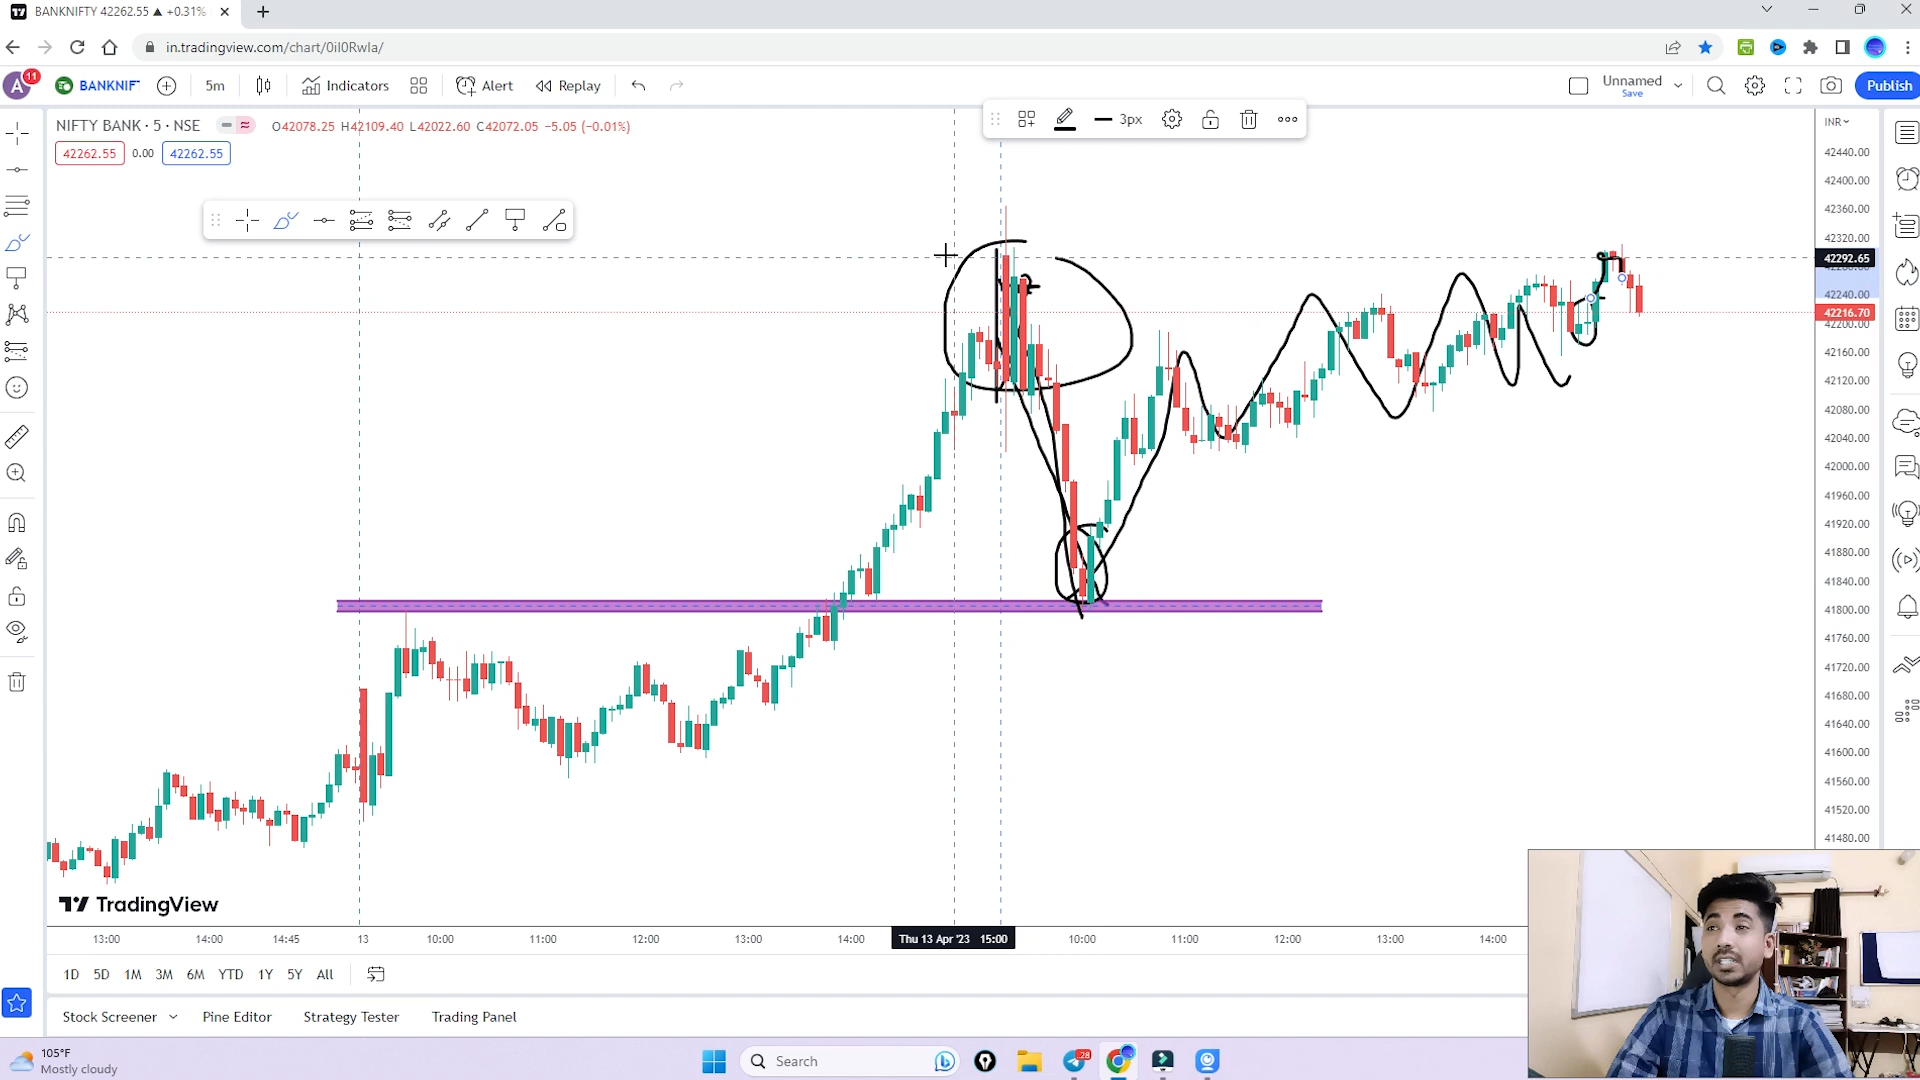 BANKNIFTY 42262.55 ▲ +0.31%
in.tradingview.com/chart/0il0Rwla/
A 11 BANKNIF 5m Indicators Alert Replay Unnamed Save Publish
3px
NIFTY BANK · 5 · NSE O42078.25 H42109.40 L42022.60 C42072.05 −5.05 (−0.01%)
42262.55 0.00 42262.55
INR
42440.00
42400.00
42360.00
42320.00
42292.65
42240.00
42216.70
42200.00
42160.00
42120.00
42080.00
42040.00
42000.00
41960.00
41920.00
41880.00
41840.00
41800.00
41760.00
41720.00
41680.00
41640.00
41600.00
41560.00
41520.00
41480.00
TradingView
13:00 14:00 14:45 13 10:00 11:00 12:00 13:00 14:00 Thu 13 Apr '23 15:00 10:00 11:00 12:00 13:00 14:00
1D 5D 1M 3M 6M YTD 1Y 5Y All
Stock Screener Pine Editor Strategy Tester Trading Panel
105°F
Mostly cloudy
Search
28